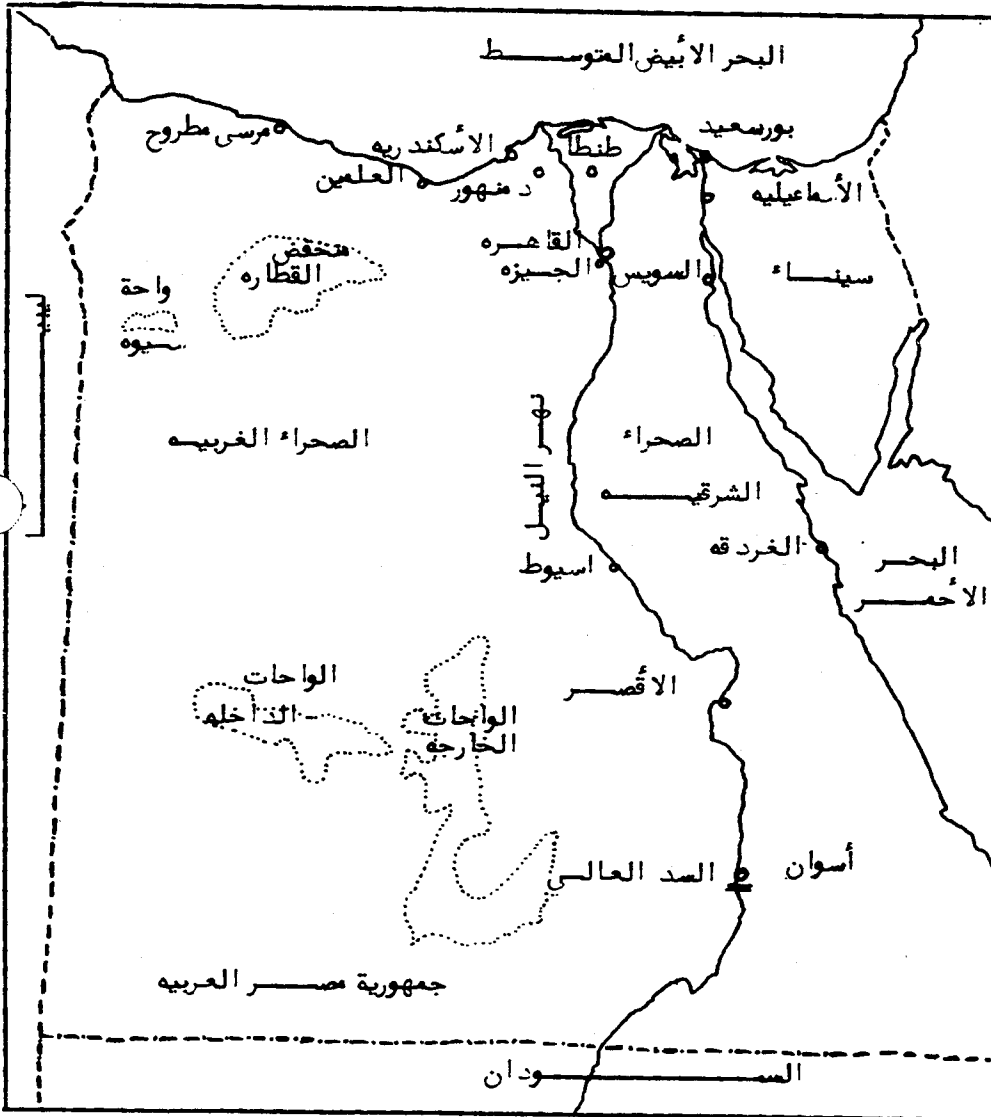 البحر الأبيض المتوسط
بورسعيد
مرسى مطروح
الأسكندريه
طنطا
العلمين
دمنهور
الأسماعيليه
القاهره
الجيزه
السويس
سيناء
منخفض
القطاره
واحة
سيوه
الصحراء الغربيه
نهر النيل
الصحراء
الشرقيه
الغردقه
البحر
الأحمر
اسيوط
الواحات
الداخله
الواحات
الخارجه
الأقصر
السد العالى
أسوان
جمهورية مصر العربيه
السودان